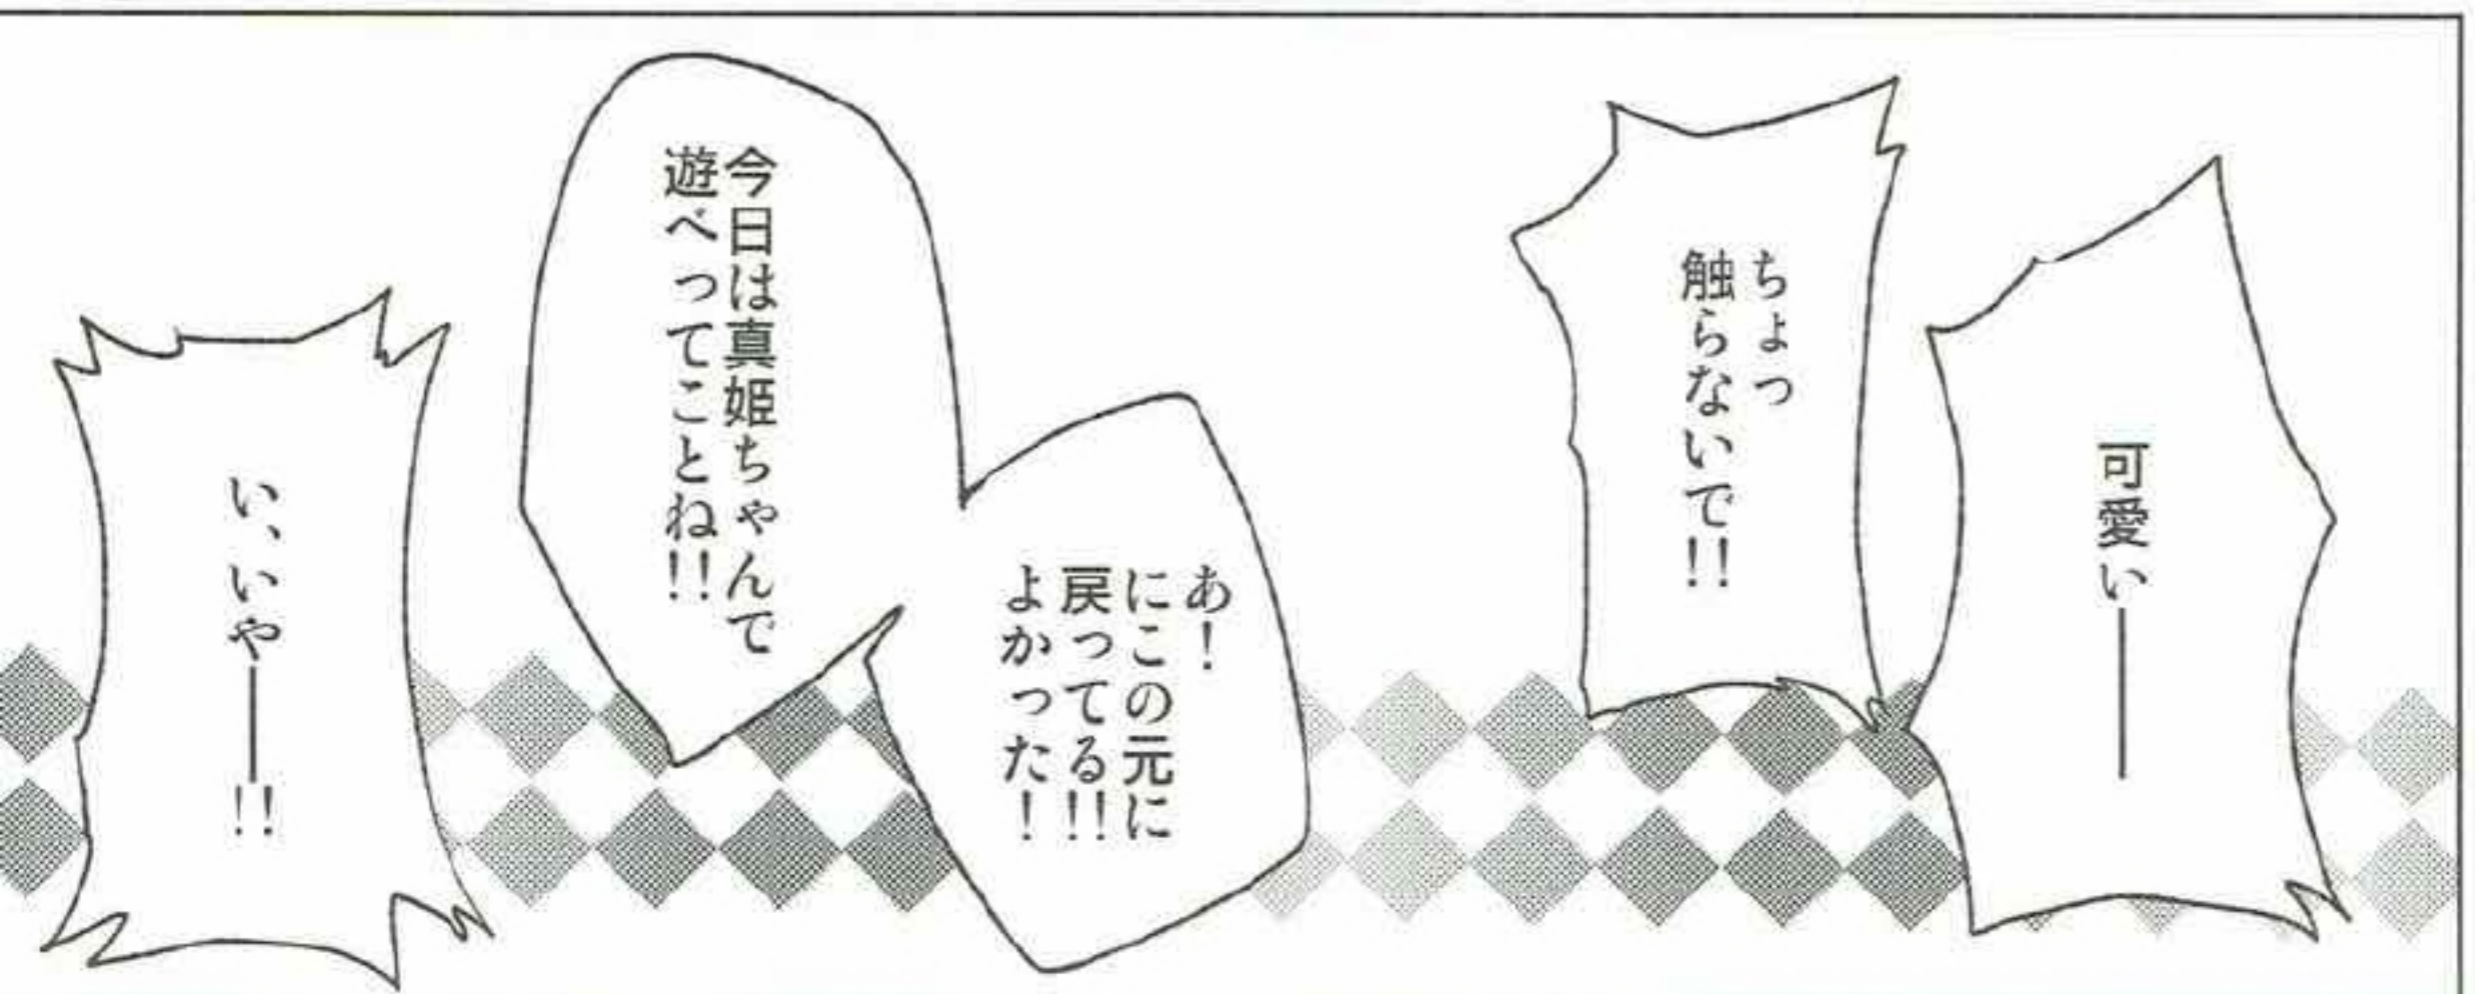 可愛い━━━
ちょっ
触らないで!!
あ!
にこの元に
戻ってる!!
よかった!
今日は真姫ちゃんで
遊べってことね!!
い、いや━━!!